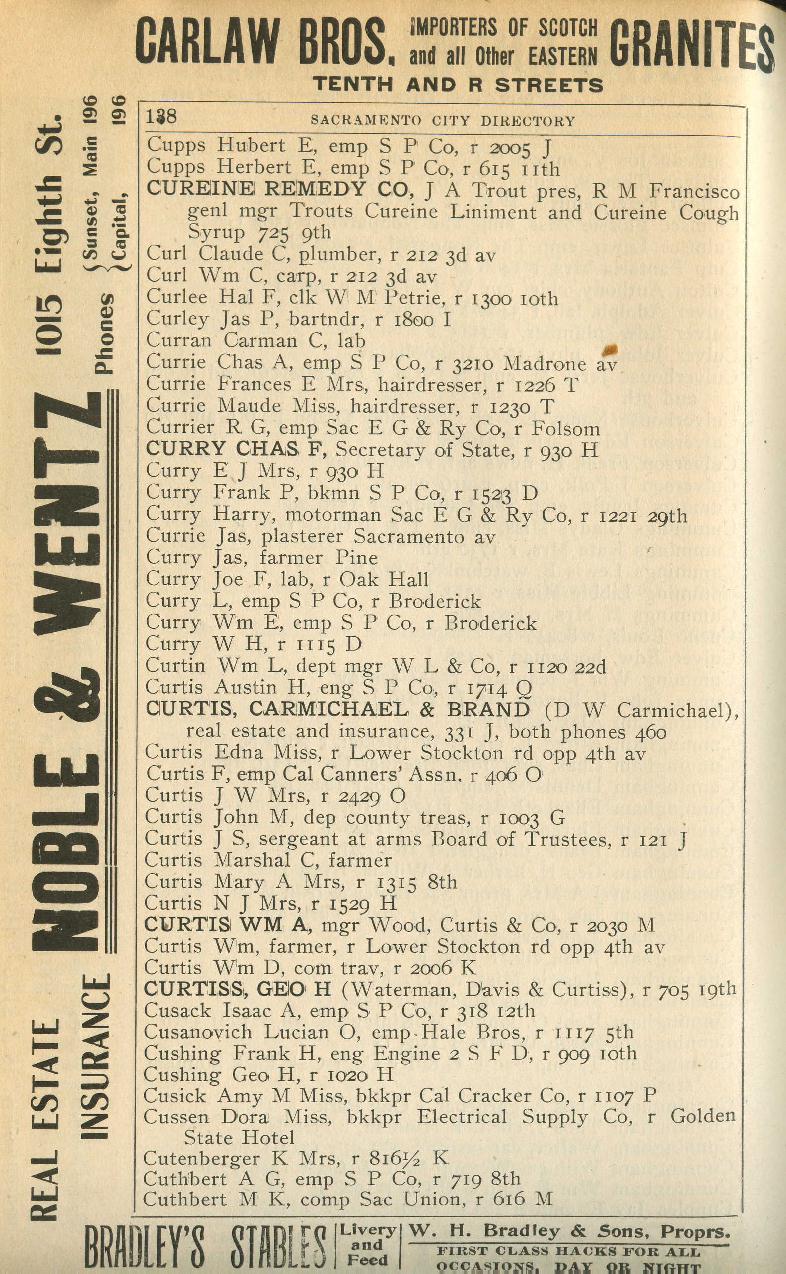 CARLAW BROS. IMPORTERS OF SCOTCH and all Other EASTERN GRANITES
TENTH AND R STREETS
138 SACRAMENTO CITY DIRECTORY
Cupps Hubert E, emp S P Co, r 2005 J
Cupps Herbert E, emp S P Co, r 615 11th
CUREINE REMEDY CO, J A Trout pres, R M Francisco
genl mgr Trouts Cureine Liniment and Cureine Cough
Syrup 725 9th
Curl Claude C, plumber, r 212 3d av
Curl Wm C, carp, r 212 3d av
Curlee Hal F, clk W M Petrie, r 1300 10th
Curley Jas P, bartndr, r 1800 I
Curran Carman C, lab
Currie Chas A, emp S P Co, r 3210 Madrone av
Currie Frances E Mrs, hairdresser, r 1226 T
Currie Maude Miss, hairdresser, r 1230 T
Currier R G, emp Sac E G & Ry Co, r Folsom
CURRY CHAS F, Secretary of State, r 930 H
Curry E J Mrs, r 930 H
Curry Frank P, bkmn S P Co, r 1523 D
Curry Harry, motorman Sac E G & Ry Co, r 1221 29th
Currie Jas, plasterer Sacramento av
Curry Jas, farmer Pine
Curry Joe F, lab, r Oak Hall
Curry L, emp S P Co, r Broderick
Curry Wm E, emp S P Co, r Broderick
Curry W H, r 1115 D
Curtin Wm L, dept mgr W L & Co, r 1120 22d
Curtis Austin H, eng S P Co, r 1714 Q
CURTIS, CARMICHAEL & BRAND (D W Carmichael),
real estate and insurance, 331 J, both phones 460
Curtis Edna Miss, r Lower Stockton rd opp 4th av
Curtis F, emp Cal Canners' Assn. r 406 O
Curtis J W Mrs, r 2429 O
Curtis John M, dep county treas, r 1003 G
Curtis J S, sergeant at arms Board of Trustees, r 121 J
Curtis Marshal C, farmer
Curtis Mary A Mrs, r 1315 8th
Curtis N J Mrs, r 1529 H
CURTIS WM A, mgr Wood, Curtis & Co, r 2030 M
Curtis Wm, farmer, r Lower Stockton rd opp 4th av
Curtis Wm D, com trav, r 2006 K
CURTISS, GEO H (Waterman, Davis & Curtiss), r 705 19th
Cusack Isaac A, emp S P Co, r 318 12th
Cusanovich Lucian O, emp Hale Bros, r 1117 5th
Cushing Frank H, eng Engine 2 S F D, r 909 10th
Cushing Geo H, r 1020 H
Cusick Amy M Miss, bkkpr Cal Cracker Co, r 1107 P
Cussen Dora Miss, bkkpr Electrical Supply Co, r Golden
State Hotel
Cutenberger K Mrs, r 816½ K
Cuthbert A G, emp S P Co, r 719 8th
Cuthbert M K, comp Sac Union, r 616 M
REAL ESTATE
INSURANCE
NOBLE & WENTZ
1015 Eighth St.
Phones { Sunset, Main 196
Capital, 196
BRADLEY'S STABLES
Livery
and
Feed
W. H. Bradley & Sons, Proprs.
FIRST CLASS HACKS FOR ALL
OCCASIONS, DAY OR NIGHT